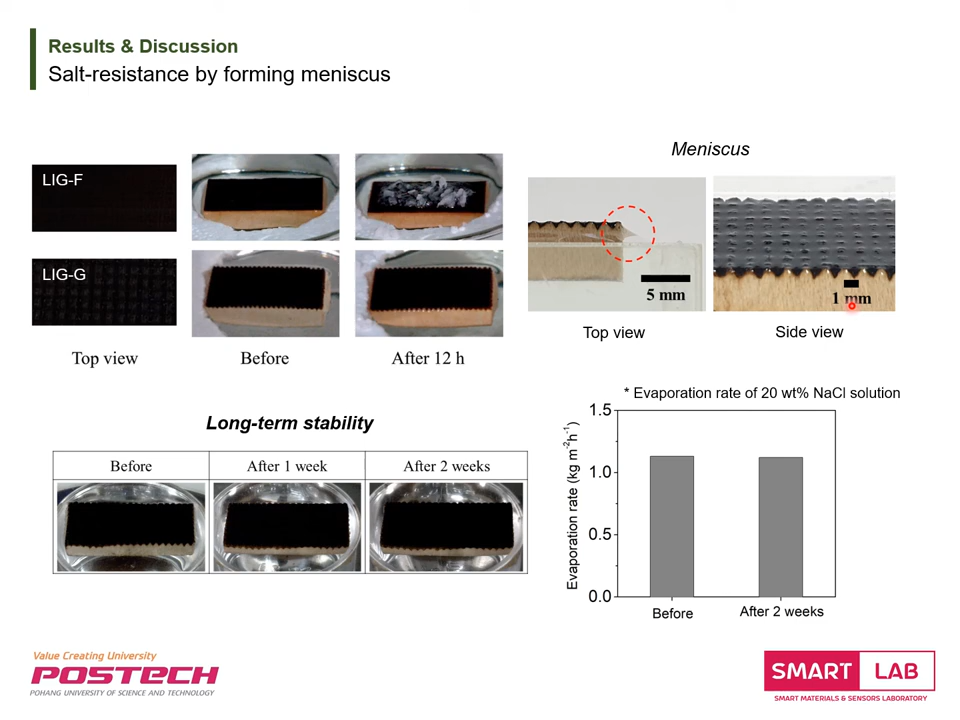 Results & Discussion
Salt-resistance by forming meniscus
LIG-F
LIG-G
Top view
Before
After 12 h
Meniscus
5 mm
1 mm
Top view
Side view
Long-term stability
Before
After 1 week
After 2 weeks
* Evaporation rate of 20 wt% NaCl solution
Evaporation rate (kg m⁻²h⁻¹)
1.5
1.0
0.5
0.0
Before
After 2 weeks
Value Creating University
POSTECH
POHANG UNIVERSITY OF SCIENCE AND TECHNOLOGY
SMART LAB
SMART MATERIALS & SENSORS LABORATORY